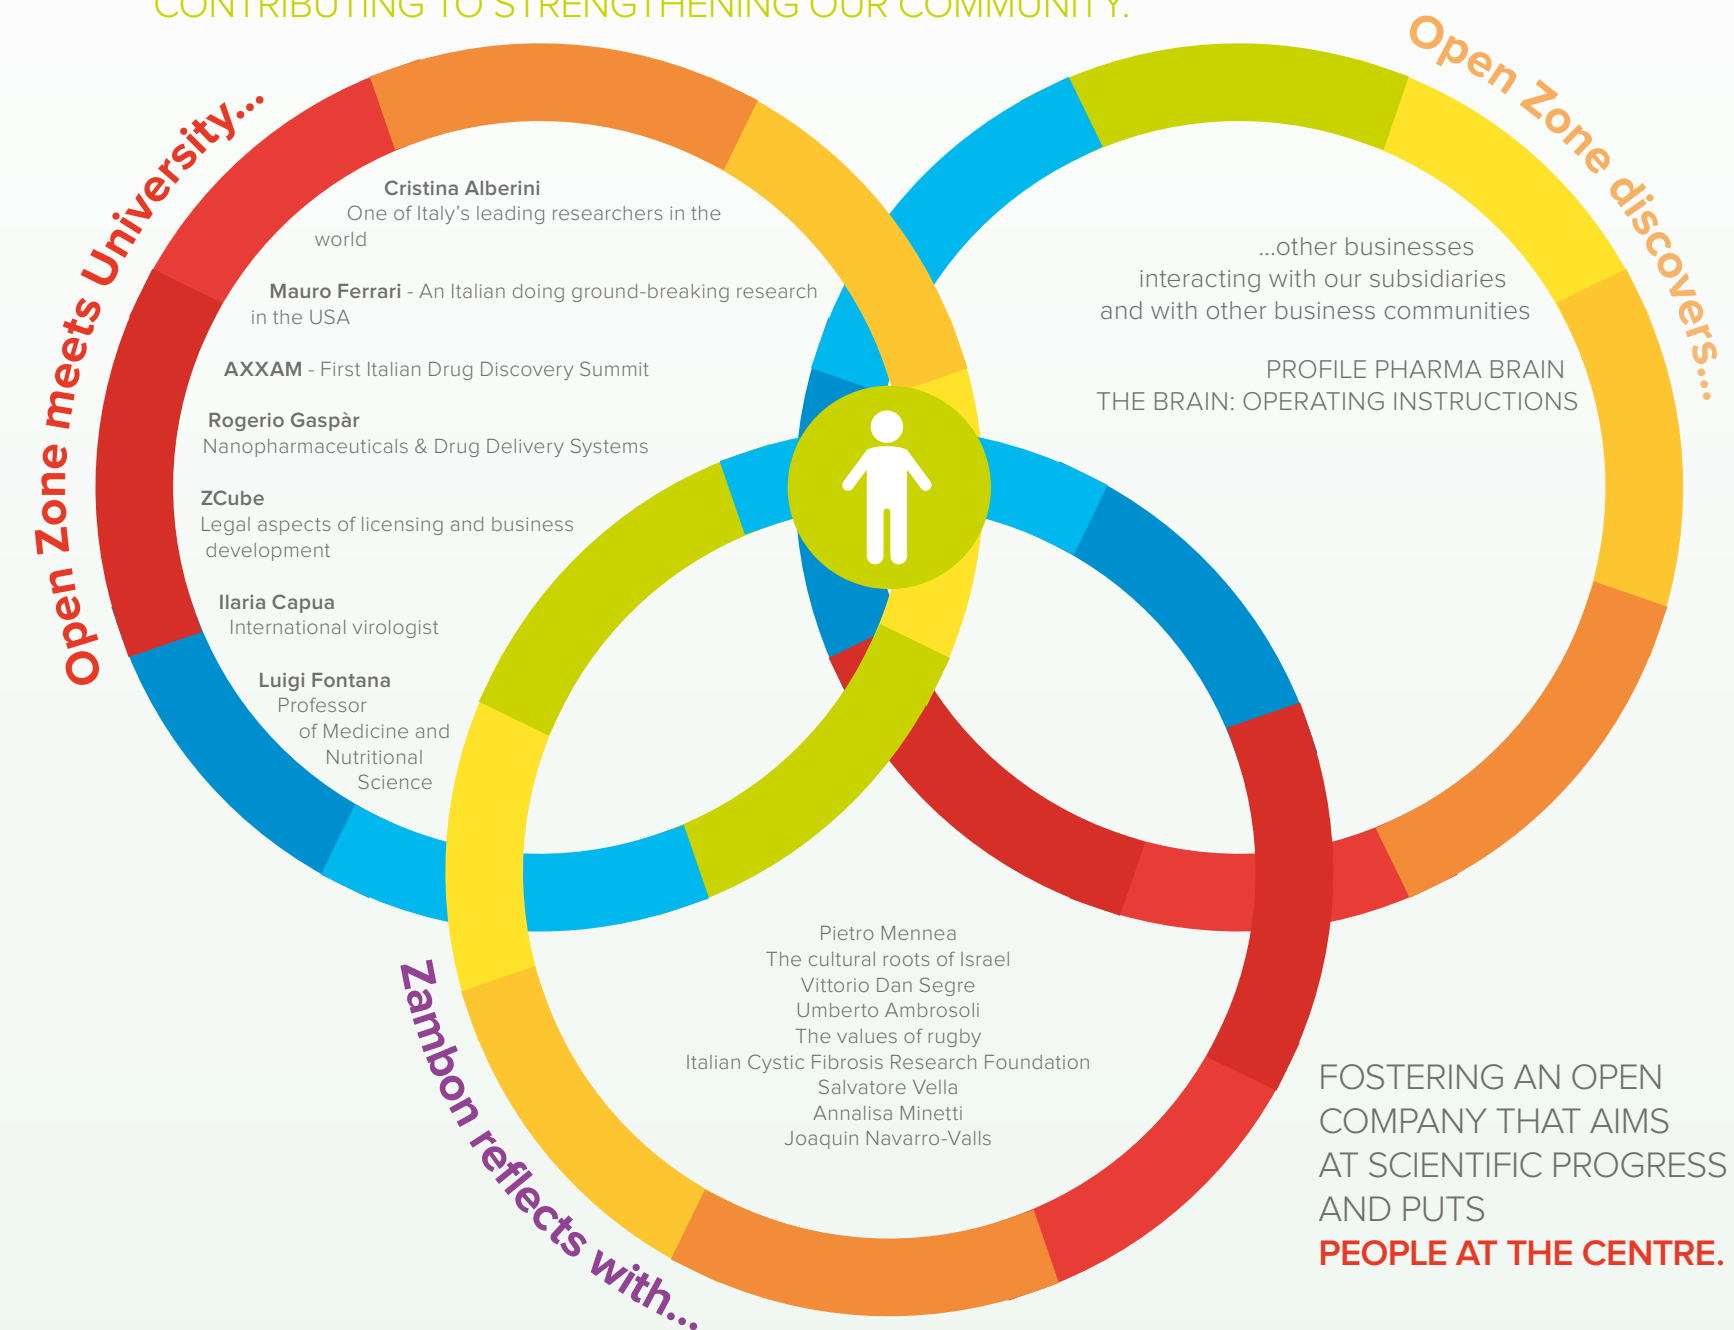 CONTRIBUTING TO STRENGTHENING OUR COMMUNITY.
Open Zone meets University...
Cristina Alberini
One of Italy's leading researchers in the
world
Mauro Ferrari - An Italian doing ground-breaking research
in the USA
AXXAM - First Italian Drug Discovery Summit
Rogerio Gaspàr
Nanopharmaceuticals & Drug Delivery Systems
ZCube
Legal aspects of licensing and business
development
Ilaria Capua
International virologist
Luigi Fontana
Professor
of Medicine and
Nutritional
Science
Open Zone discovers...
...other businesses
interacting with our subsidiaries
and with other business communities
PROFILE PHARMA BRAIN
THE BRAIN: OPERATING INSTRUCTIONS
Zambon reflects with...
Pietro Mennea
The cultural roots of Israel
Vittorio Dan Segre
Umberto Ambrosoli
The values of rugby
Italian Cystic Fibrosis Research Foundation
Salvatore Vella
Annalisa Minetti
Joaquin Navarro-Valls
FOSTERING AN OPEN
COMPANY THAT AIMS
AT SCIENTIFIC PROGRESS
AND PUTS
PEOPLE AT THE CENTRE.